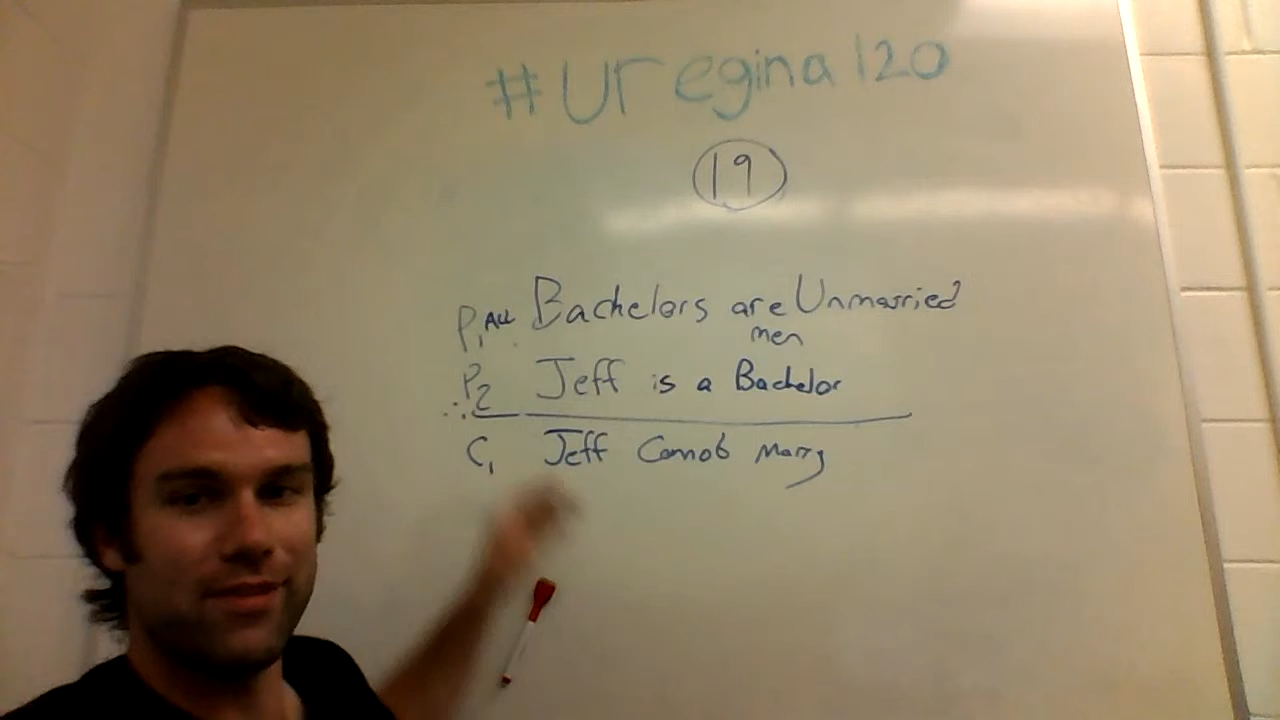 #Uregina120
19
P1 All Bachelors are Unmarried
men
P2 Jeff is a Bachelor
∴
C1 Jeff Cannot marry